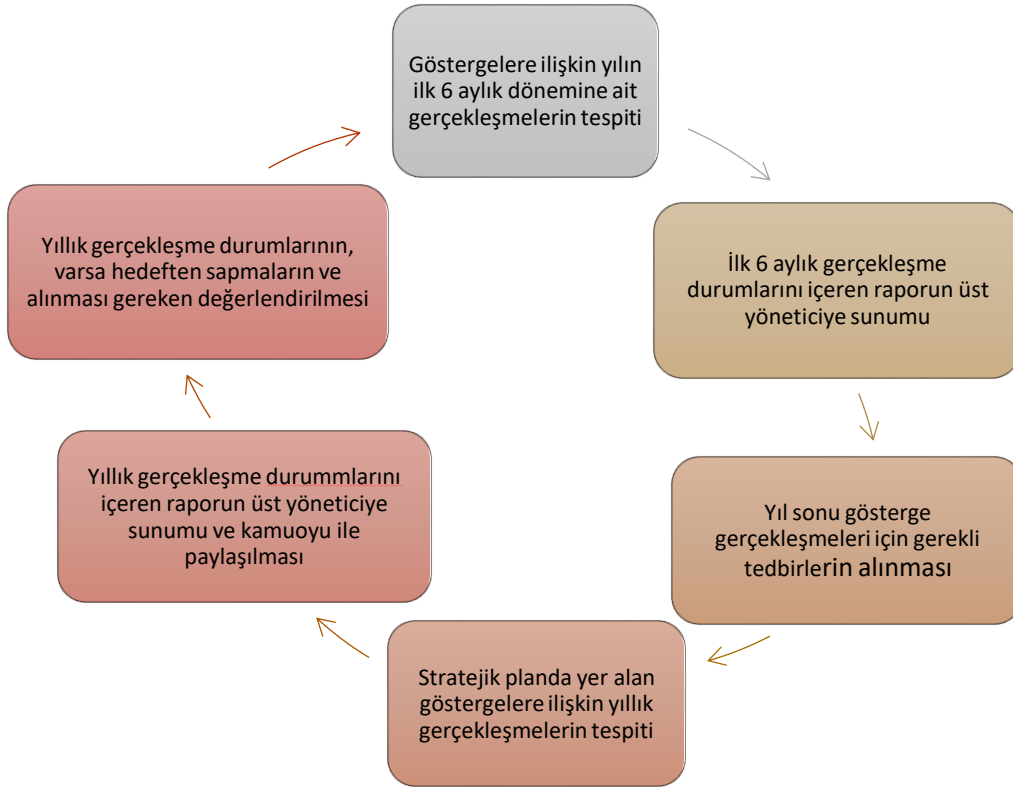 Göstergelere ilişkin yılın
ilk 6 aylık dönemine ait
gerçekleşmelerin tespiti
İlk 6 aylık gerçekleşme
durumlarını içeren raporun üst
yöneticiye sunumu
Yıl sonu gösterge
gerçekleşmeleri için gerekli
tedbirlerin alınması
Stratejik planda yer alan
göstergelere ilişkin yıllık
gerçekleşmelerin tespiti
Yıllık gerçekleşme durummlarını
içeren raporun üst yöneticiye
sunumu ve kamuoyu ile
paylaşılması
Yıllık gerçekleşme durumlarının,
varsa hedeften sapmaların ve
alınması gereken değerlendirilmesi